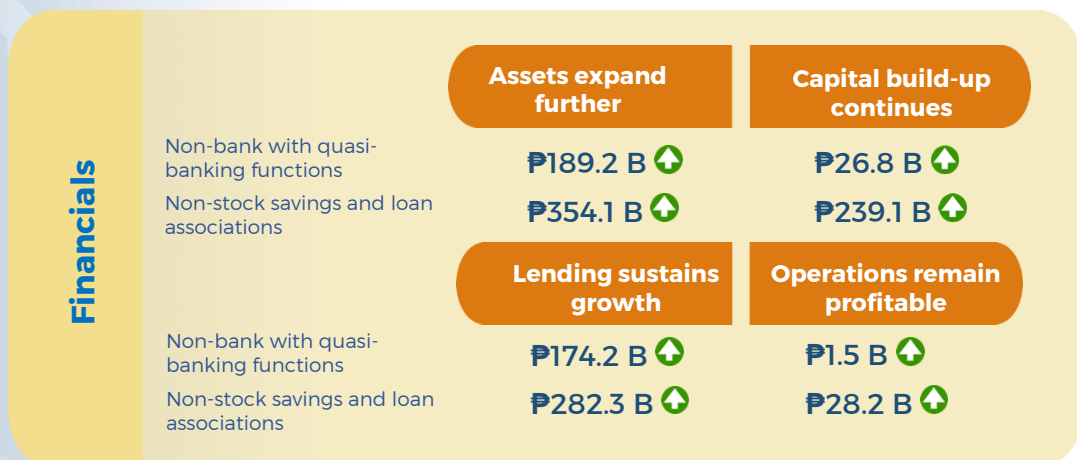 Financials
Assets expand
further
Capital build-up
continues
Non-bank with quasi-
banking functions
₱189.2 B
₱26.8 B
Non-stock savings and loan
associations
₱354.1 B
₱239.1 B
Lending sustains
growth
Operations remain
profitable
Non-bank with quasi-
banking functions
₱174.2 B
₱1.5 B
Non-stock savings and loan
associations
₱282.3 B
₱28.2 B